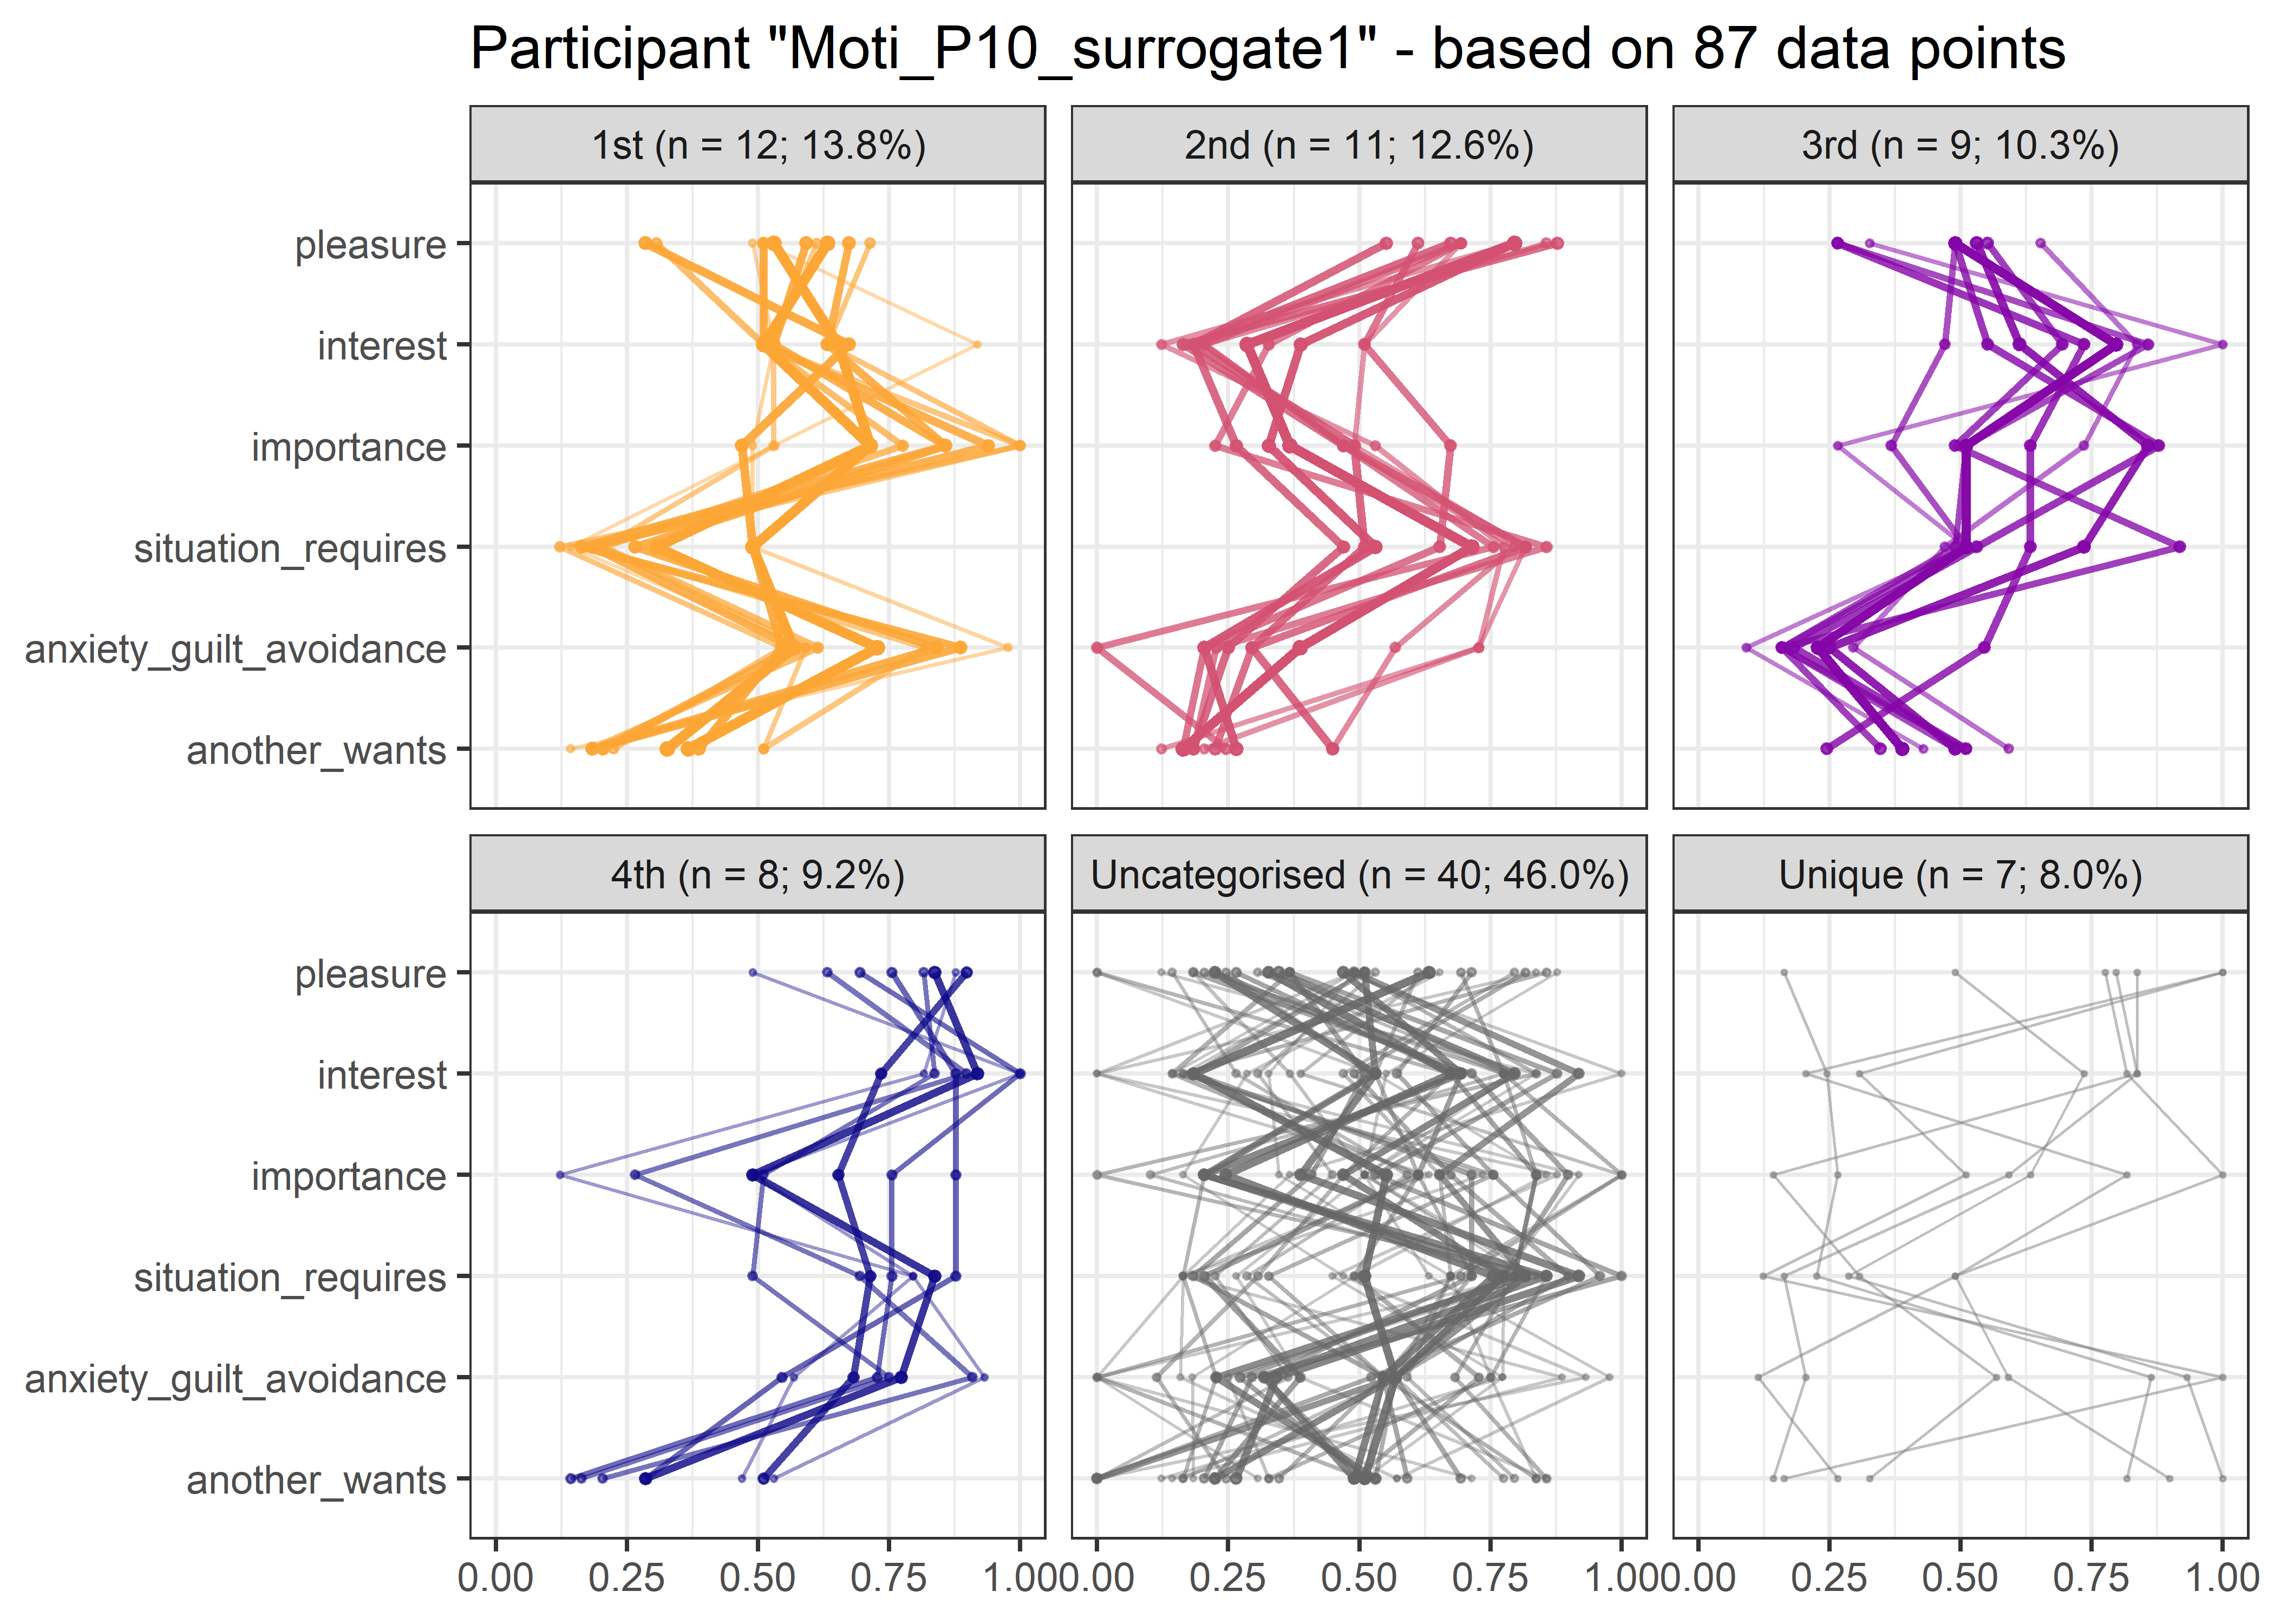 Participant "Moti_P10_surrogate1" - based on 87 data points
1st (n = 12; 13.8%)
2nd (n = 11; 12.6%)
3rd (n = 9; 10.3%)
pleasure
interest
importance
situation_requires
anxiety_guilt_avoidance
another_wants
4th (n = 8; 9.2%)
Uncategorised (n = 40; 46.0%)
Unique (n = 7; 8.0%)
pleasure
interest
importance
situation_requires
anxiety_guilt_avoidance
another_wants
0.00 0.25 0.50 0.75 1.00
0.00 0.25 0.50 0.75 1.00
0.00 0.25 0.50 0.75 1.00